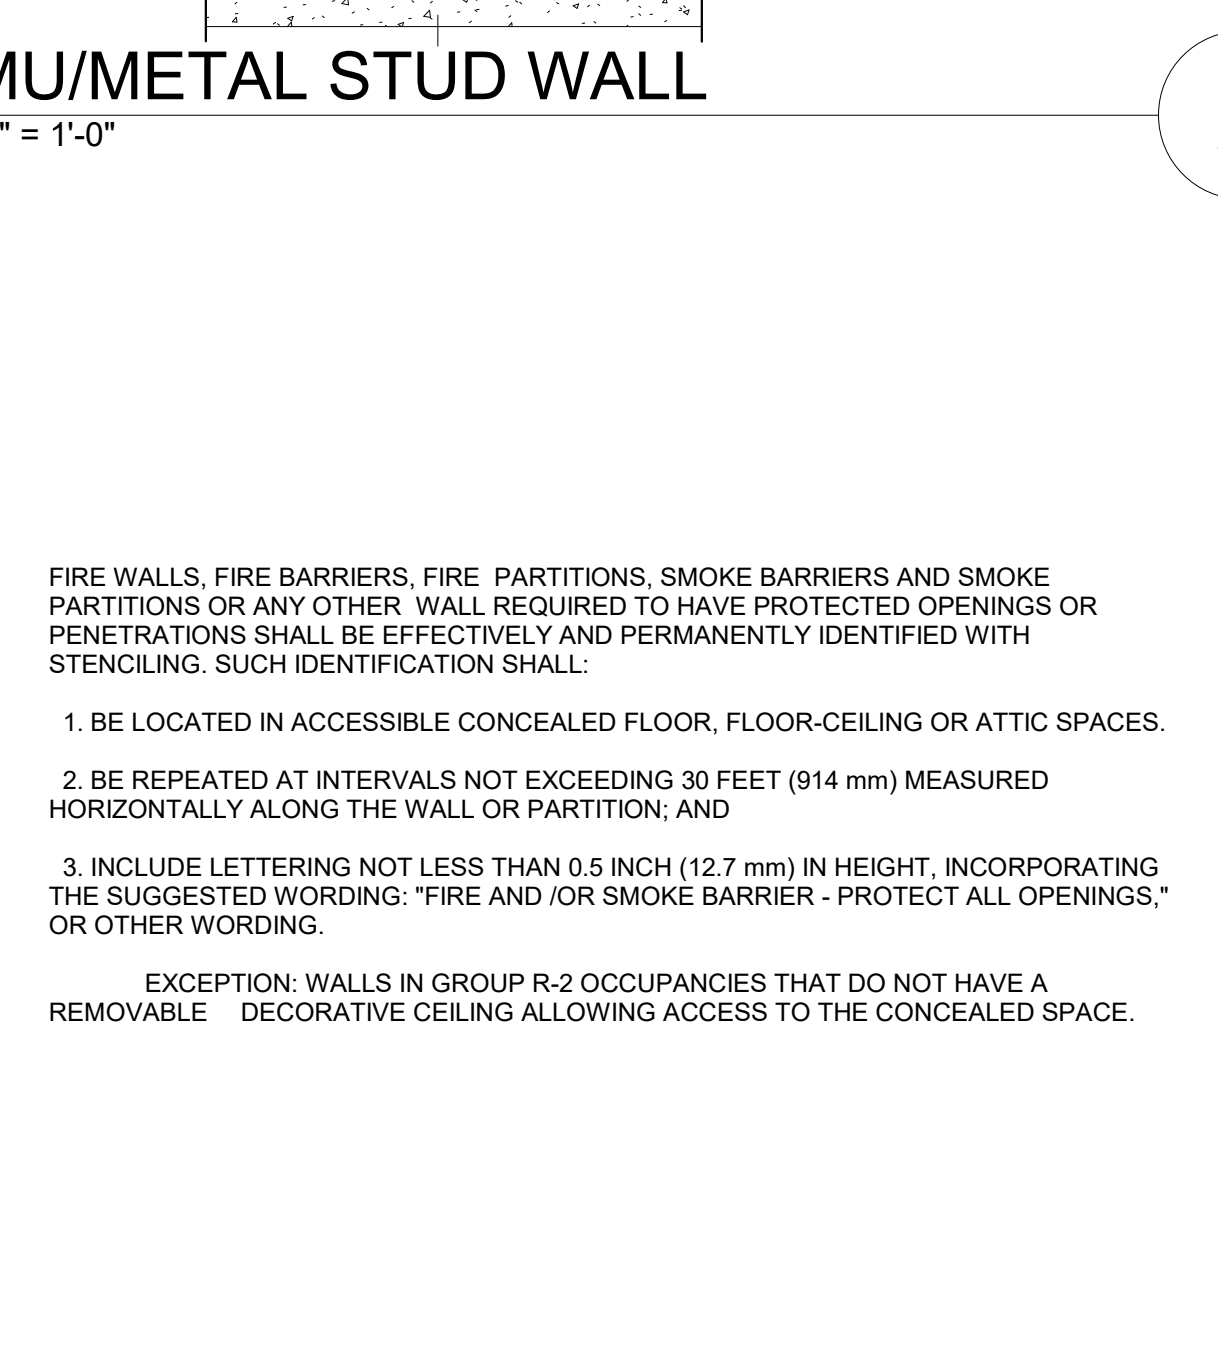 MU/METAL STUD WALL
" = 1'-0"
FIRE WALLS, FIRE BARRIERS, FIRE  PARTITIONS, SMOKE BARRIERS AND SMOKE
PARTITIONS OR ANY OTHER  WALL REQUIRED TO HAVE PROTECTED OPENINGS OR
PENETRATIONS SHALL BE EFFECTIVELY AND PERMANENTLY IDENTIFIED WITH
STENCILING. SUCH IDENTIFICATION SHALL:
1. BE LOCATED IN ACCESSIBLE CONCEALED FLOOR, FLOOR-CEILING OR ATTIC SPACES.
2. BE REPEATED AT INTERVALS NOT EXCEEDING 30 FEET (914 mm) MEASURED
HORIZONTALLY ALONG THE WALL OR PARTITION; AND
3. INCLUDE LETTERING NOT LESS THAN 0.5 INCH (12.7 mm) IN HEIGHT, INCORPORATING
THE SUGGESTED WORDING: "FIRE AND /OR SMOKE BARRIER - PROTECT ALL OPENINGS,"
OR OTHER WORDING.
EXCEPTION: WALLS IN GROUP R-2 OCCUPANCIES THAT DO NOT HAVE A
REMOVABLE    DECORATIVE CEILING ALLOWING ACCESS TO THE CONCEALED SPACE.